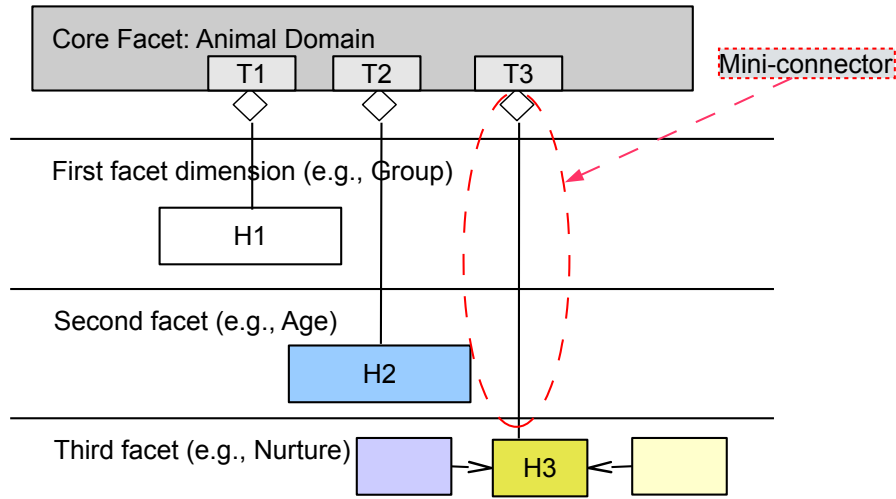 Core Facet: Animal Domain
T1 T2 T3
Mini-connector
First facet dimension (e.g., Group)
H1
Second facet (e.g., Age)
H2
Third facet (e.g., Nurture)
H3